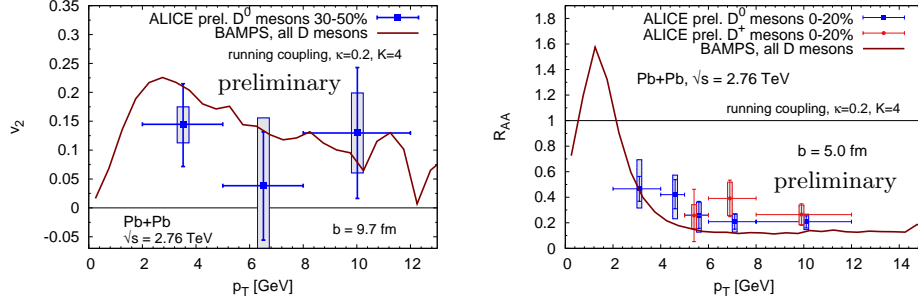 ALICE prel. D⁰ mesons 30-50%
BAMPS, all D mesons
running coupling, κ=0.2, K=4
preliminary
0.35
0.3
0.25
0.2
0.15
0.1
0.05
0
-0.05
v₂
Pb+Pb
√s = 2.76 TeV
b = 9.7 fm
0 2 4 6 8 10 12
p_T [GeV]
ALICE prel. D⁰ mesons 0-20%
ALICE prel. D⁺ mesons 0-20%
BAMPS, all D mesons
Pb+Pb, √s = 2.76 TeV
running coupling, κ=0.2, K=4
b = 5.0 fm
preliminary
1.8
1.6
1.4
1.2
1
0.8
0.6
0.4
0.2
0
R_AA
0 2 4 6 8 10 12 14
p_T [GeV]